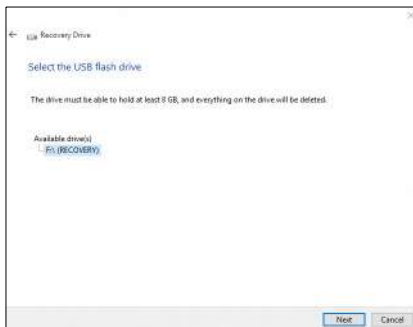 Recovery Drive
Select the USB flash drive
The drive must be able to hold at least 8 GB, and everything on the drive will be deleted.
Available drive(s)
F:\ (RECOVERY)
Next Cancel